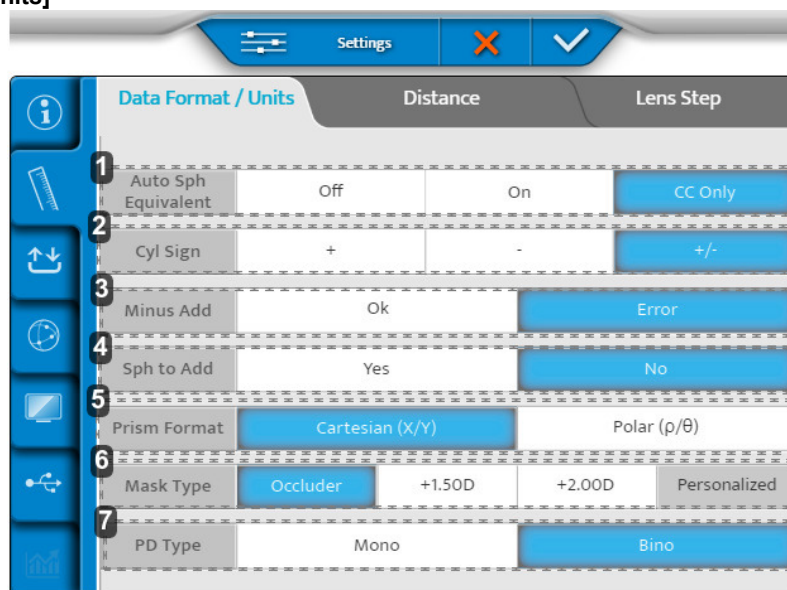 nits]
Settings
Data Format / Units Distance Lens Step
1
Auto Sph Equivalent Off On CC Only
2
Cyl Sign + - +/-
3
Minus Add Ok Error
4
Sph to Add Yes No
5
Prism Format Cartesian (X/Y) Polar (ρ/θ)
6
Mask Type Occluder +1.50D +2.00D Personalized
7
PD Type Mono Bino